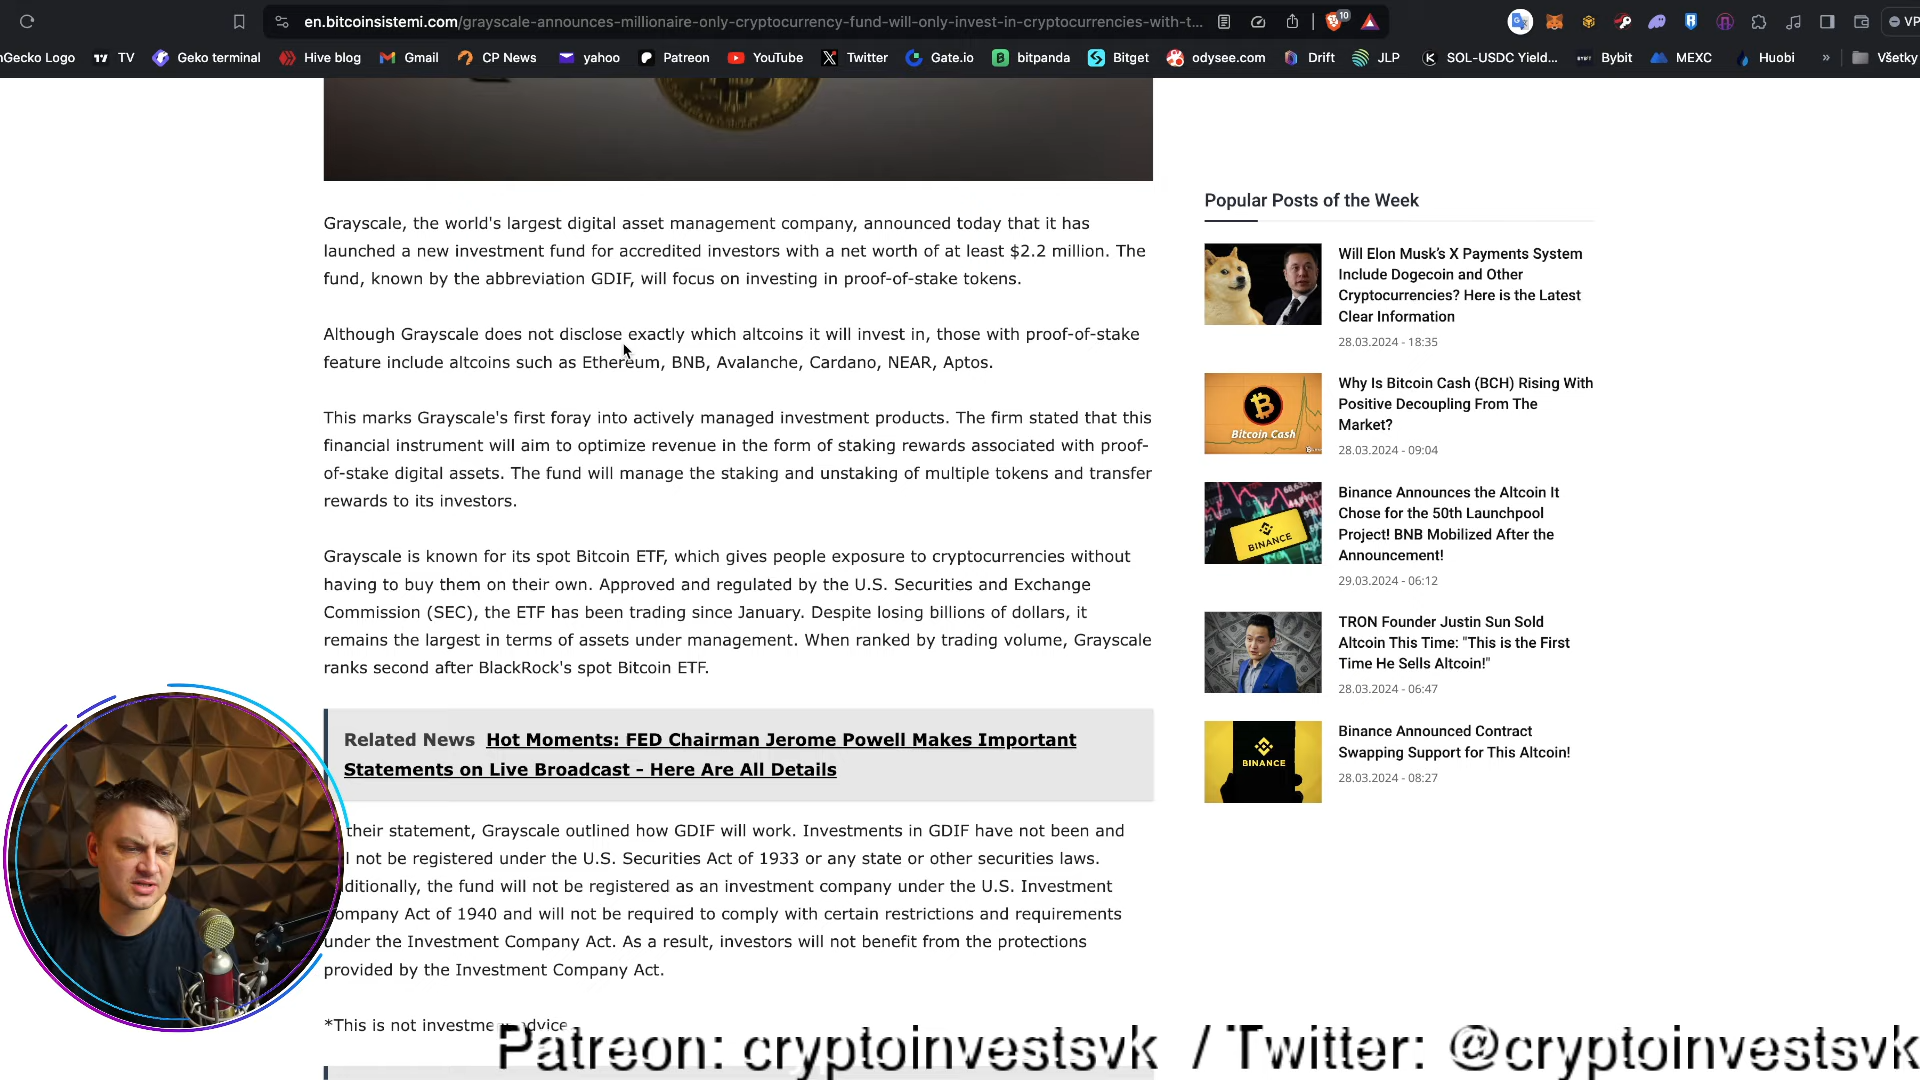 en.bitcoinsistemi.com/grayscale-announces-millionaire-only-cryptocurrency-fund-will-only-invest-in-cryptocurrencies-with-t...
10
VP
nGecko Logo TV Geko terminal Hive blog Gmail CP News yahoo Patreon YouTube Twitter Gate.io bitpanda Bitget odysee.com Drift JLP SOL-USDC Yield... Bybit MEXC Huobi » Všetky
Grayscale, the world's largest digital asset management company, announced today that it has
launched a new investment fund for accredited investors with a net worth of at least $2.2 million. The
fund, known by the abbreviation GDIF, will focus on investing in proof-of-stake tokens.
Although Grayscale does not disclose exactly which altcoins it will invest in, those with proof-of-stake
feature include altcoins such as Ethereum, BNB, Avalanche, Cardano, NEAR, Aptos.
This marks Grayscale's first foray into actively managed investment products. The firm stated that this
financial instrument will aim to optimize revenue in the form of staking rewards associated with proof-
of-stake digital assets. The fund will manage the staking and unstaking of multiple tokens and transfer
rewards to its investors.
Grayscale is known for its spot Bitcoin ETF, which gives people exposure to cryptocurrencies without
having to buy them on their own. Approved and regulated by the U.S. Securities and Exchange
Commission (SEC), the ETF has been trading since January. Despite losing billions of dollars, it
remains the largest in terms of assets under management. When ranked by trading volume, Grayscale
ranks second after BlackRock's spot Bitcoin ETF.
Related News Hot Moments: FED Chairman Jerome Powell Makes Important
Statements on Live Broadcast - Here Are All Details
their statement, Grayscale outlined how GDIF will work. Investments in GDIF have not been and
not be registered under the U.S. Securities Act of 1933 or any state or other securities laws.
ditionally, the fund will not be registered as an investment company under the U.S. Investment
ompany Act of 1940 and will not be required to comply with certain restrictions and requirements
under the Investment Company Act. As a result, investors will not benefit from the protections
provided by the Investment Company Act.
*This is not investment advice
Popular Posts of the Week
Will Elon Musk's X Payments System
Include Dogecoin and Other
Cryptocurrencies? Here is the Latest
Clear Information
28.03.2024 - 18:35
Bitcoin Cash
Why Is Bitcoin Cash (BCH) Rising With
Positive Decoupling From The
Market?
28.03.2024 - 09:04
BINANCE
Binance Announces the Altcoin It
Chose for the 50th Launchpool
Project! BNB Mobilized After the
Announcement!
29.03.2024 - 06:12
TRON Founder Justin Sun Sold
Altcoin This Time: "This is the First
Time He Sells Altcoin!"
28.03.2024 - 06:47
BINANCE
Binance Announced Contract
Swapping Support for This Altcoin!
28.03.2024 - 08:27
Patreon: cryptoinvestsvk / Twitter: @cryptoinvestsvk